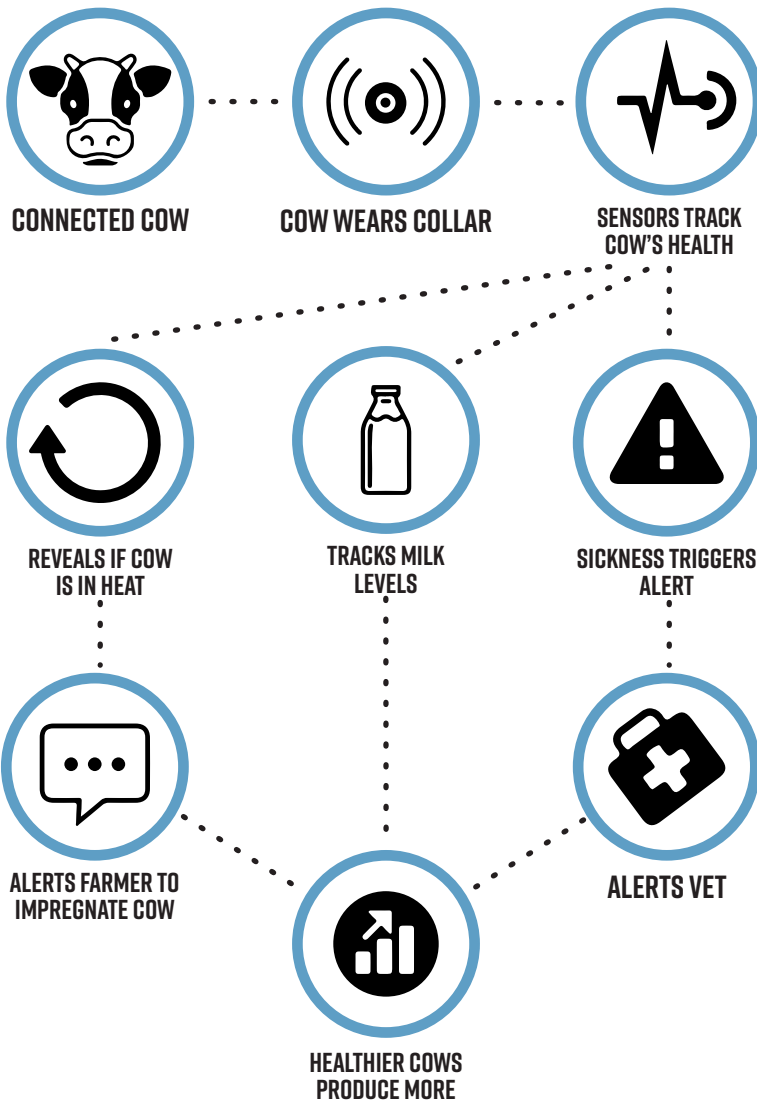 CONNECTED COW
COW WEARS COLLAR
SENSORS TRACK
COW'S HEALTH
REVEALS IF COW
IS IN HEAT
TRACKS MILK
LEVELS
SICKNESS TRIGGERS
ALERT
ALERTS FARMER TO
IMPREGNATE COW
ALERTS VET
HEALTHIER COWS
PRODUCE MORE